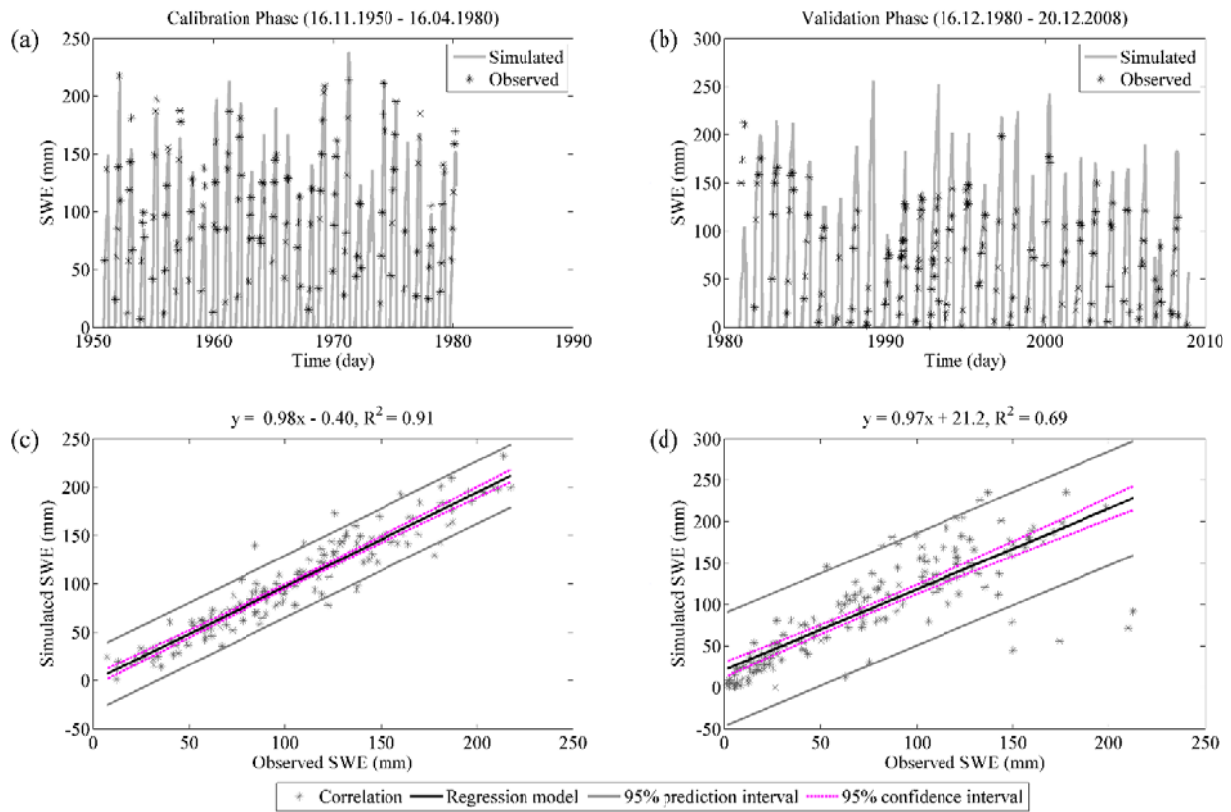 Calibration Phase (16.11.1950 - 16.04.1980)
(a)
250
200
150
100
50
0
SWE (mm)
Simulated
Observed
1950 1960 1970 1980 1990
Time (day)
Validation Phase (16.12.1980 - 20.12.2008)
(b)
300
250
200
150
100
50
0
SWE (mm)
Simulated
Observed
1980 1990 2000 2010
Time (day)
y = 0.98x - 0.40, R² = 0.91
(c)
250
200
150
100
50
0
-50
Simulated SWE (mm)
0 50 100 150 200 250
Observed SWE (mm)
y = 0.97x + 21.2, R² = 0.69
(d)
300
250
200
150
100
50
0
-50
Simulated SWE (mm)
0 50 100 150 200 250
Observed SWE (mm)
Correlation Regression model 95% prediction interval 95% confidence interval